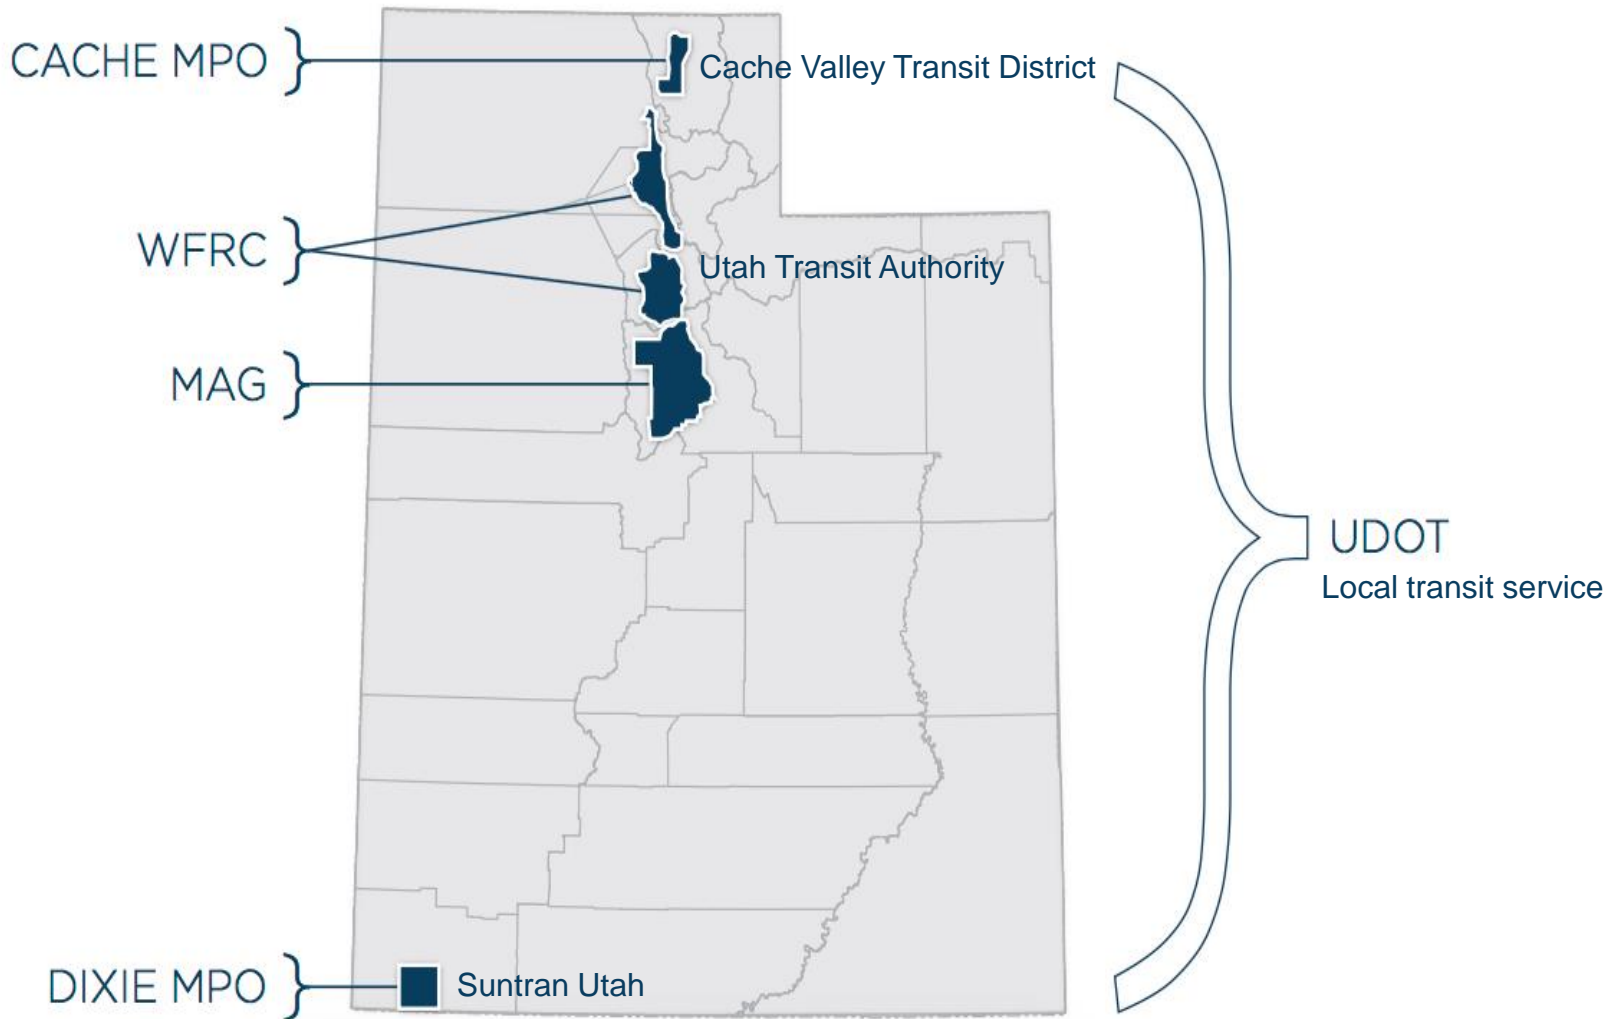 CACHE MPO
Cache Valley Transit District
WFRC
Utah Transit Authority
MAG
UDOT
Local transit service
DIXIE MPO
Suntran Utah